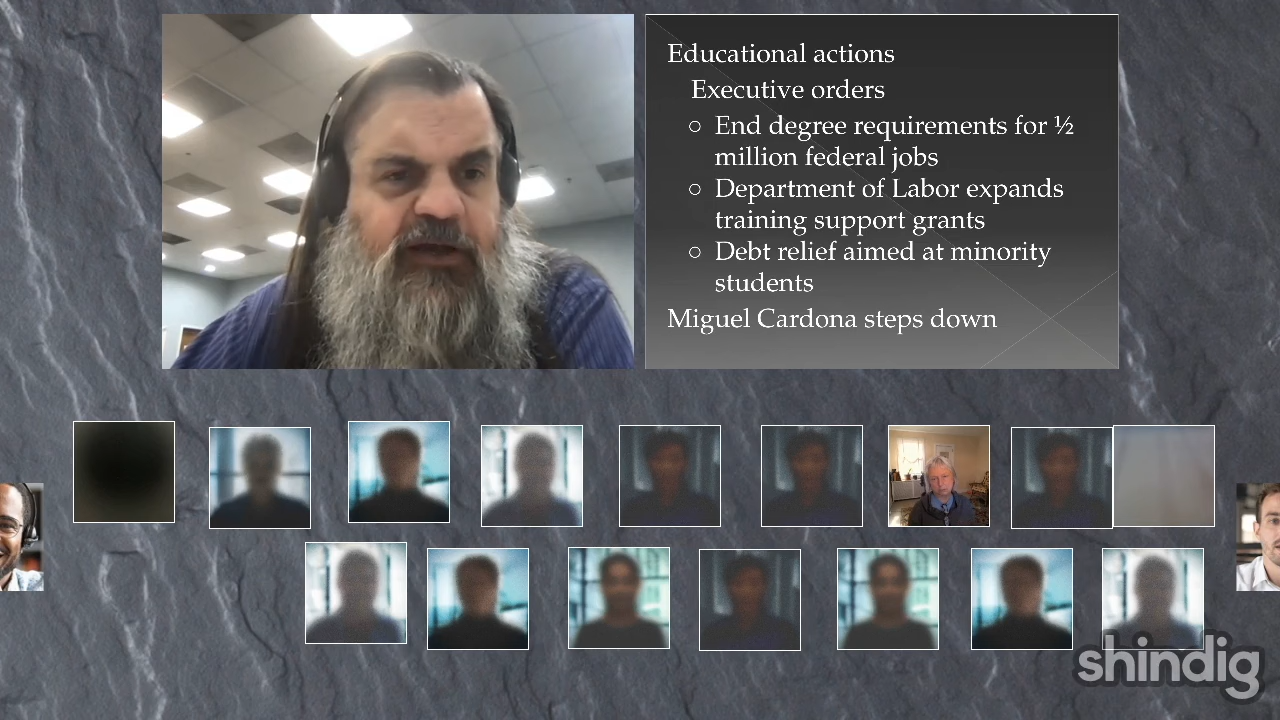 Educational actions
Executive orders
○ End degree requirements for ½
million federal jobs
○ Department of Labor expands
training support grants
○ Debt relief aimed at minority
students
Miguel Cardona steps down
shindig